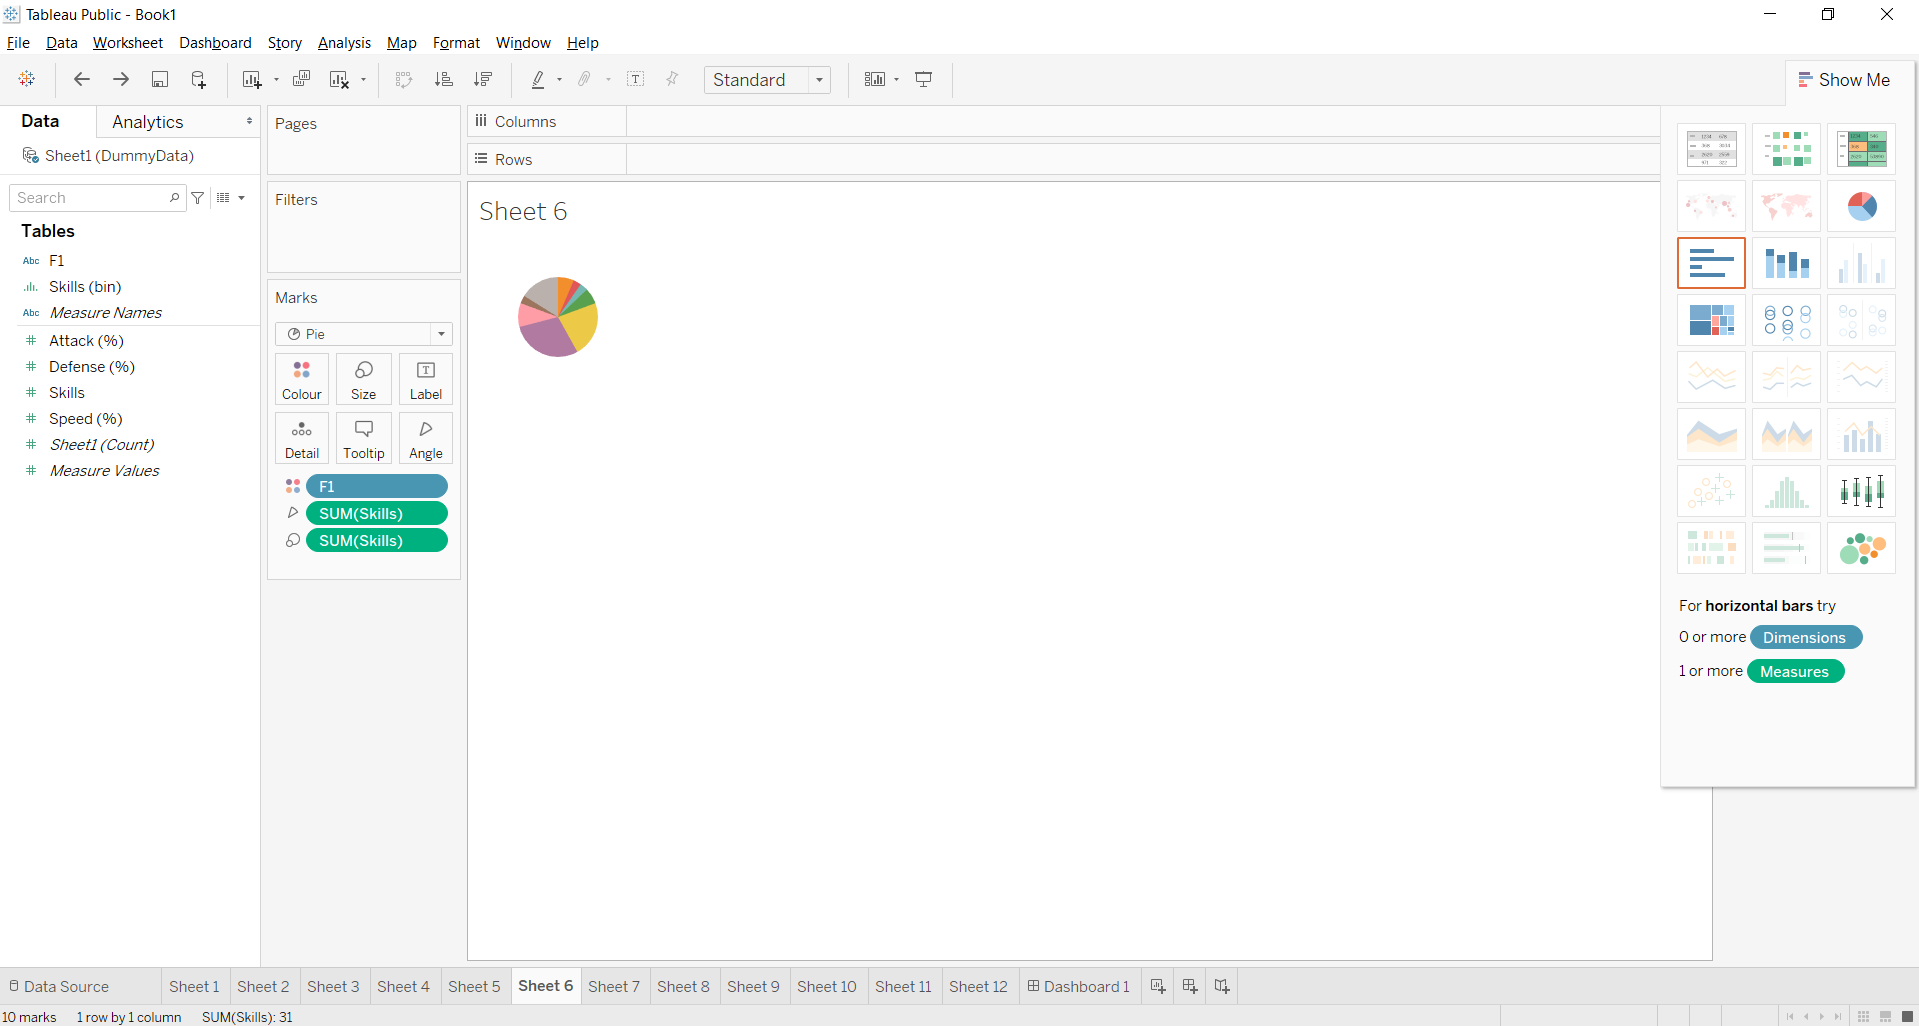 Tableau Public - Book1
File Data Worksheet Dashboard Story Analysis Map Format Window Help
Standard
Show Me
Data Analytics
Sheet1 (DummyData)
Search
Tables
Abc F1
Skills (bin)
Abc Measure Names
# Attack (%)
# Defense (%)
# Skills
# Speed (%)
# Sheet1 (Count)
# Measure Values
Pages
Filters
Marks
Pie
Colour Size Label
Detail Tooltip Angle
F1
SUM(Skills)
SUM(Skills)
Columns
Rows
Sheet 6
For horizontal bars try
0 or more Dimensions
1 or more Measures
Data Source Sheet 1 Sheet 2 Sheet 3 Sheet 4 Sheet 5 Sheet 6 Sheet 7 Sheet 8 Sheet 9 Sheet 10 Sheet 11 Sheet 12 Dashboard 1
10 marks 1 row by 1 column SUM(Skills): 31